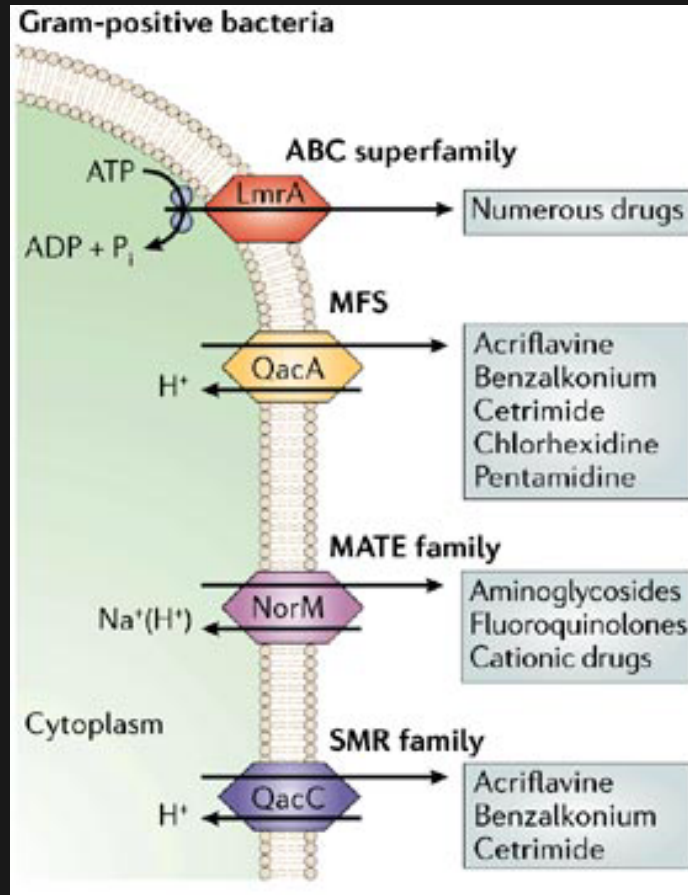 Gram-positive bacteria
ABC superfamily
ATP
LmrA
Numerous drugs
ADP + Pi
MFS
QacA
H⁺
Acriflavine
Benzalkonium
Cetrimide
Chlorhexidine
Pentamidine
MATE family
NorM
Na⁺(H⁺)
Aminoglycosides
Fluoroquinolones
Cationic drugs
Cytoplasm
SMR family
QacC
H⁺
Acriflavine
Benzalkonium
Cetrimide